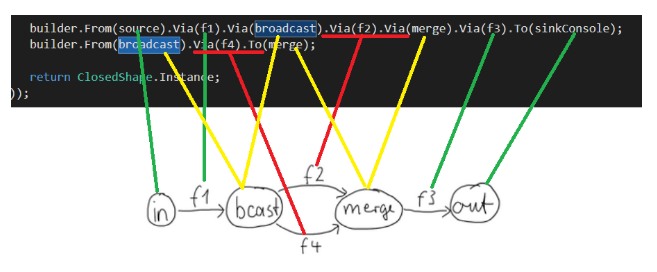 builder.From(source).Via(f1).Via(broadcast).Via(f2).Via(merge).Via(f3).To(sinkConsole);
builder.From(broadcast).Via(f4).To(merge);
return ClosedShape.Instance;
));
f2
in f1 bcast merge f3 out
f4